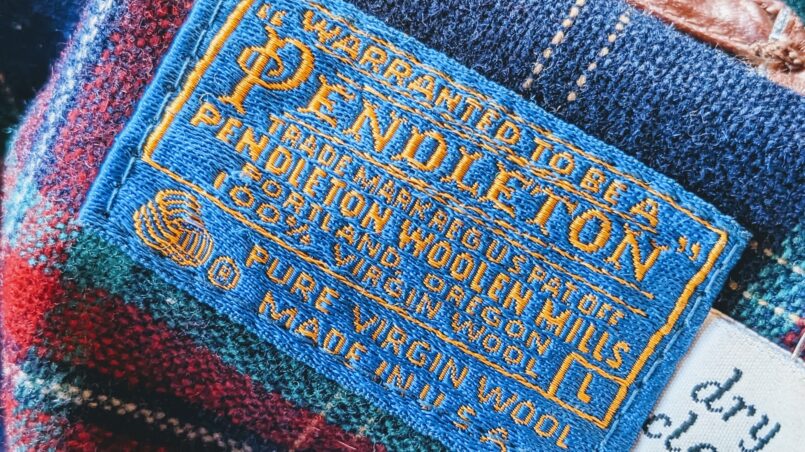 "WARRANTED TO BE A
PENDLETON"
TRADE MARK REG US PAT. OFF.
PENDLETON WOOLEN MILLS
PORTLAND, OREGON
100% VIRGIN WOOL
L
®
PURE VIRGIN WOOL
MADE IN U.S.A
dry